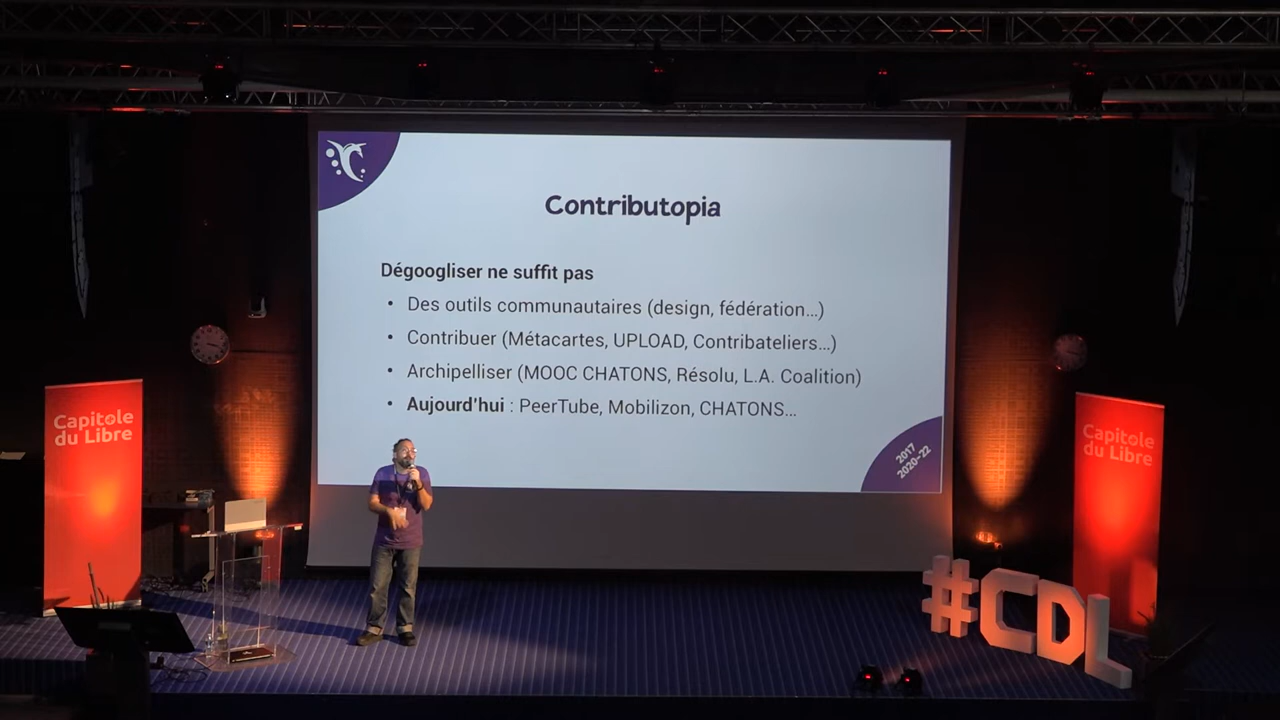 Contributopia
Dégoogliser ne suffit pas
• Des outils communautaires (design, fédération...)
• Contribuer (Métacartes, UPLOAD, Contribateliers...)
• Archipelliser (MOOC CHATONS, Résolu, L.A. Coalition)
• Aujourd'hui : PeerTube, Mobilizon, CHATONS...
2017
2020-22
Capitole
du Libre
Capitole
du Libre
#CDL